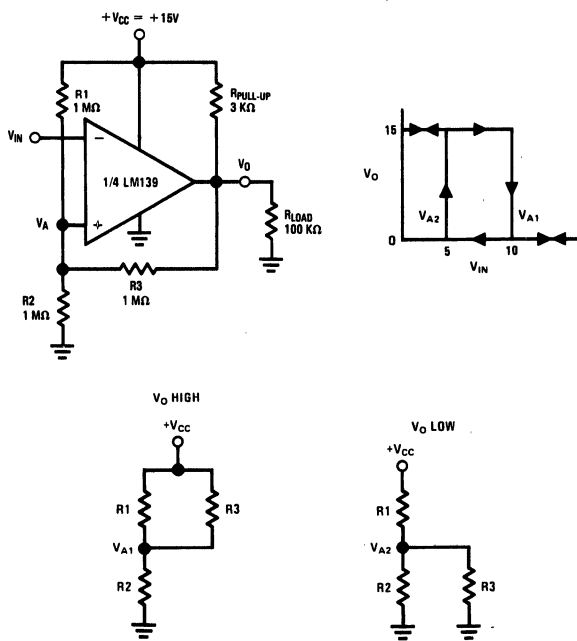 +VCC = +15V
R1
1 MΩ
RPULL-UP
3 KΩ
VIN
−
1/4 LM139
VO
VA
+
RLOAD
100 KΩ
R3
1 MΩ
R2
1 MΩ
15
VO
VA2
VA1
0
5
10
VIN
VO HIGH
+VCC
R1
R3
VA1
R2
VO LOW
+VCC
R1
VA2
R2
R3